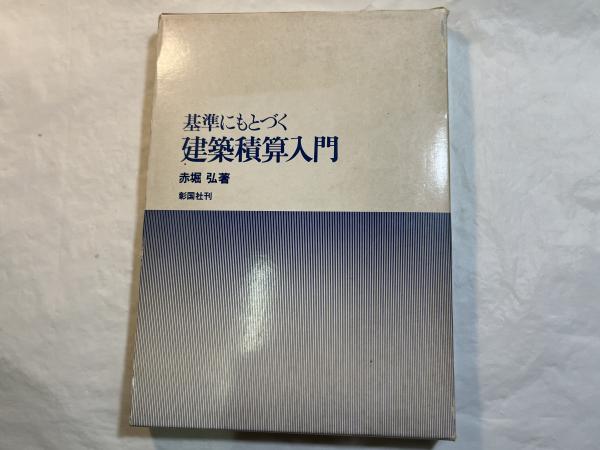 基準にもとづく
建築積算入門
赤堀 弘著
彰国社刊